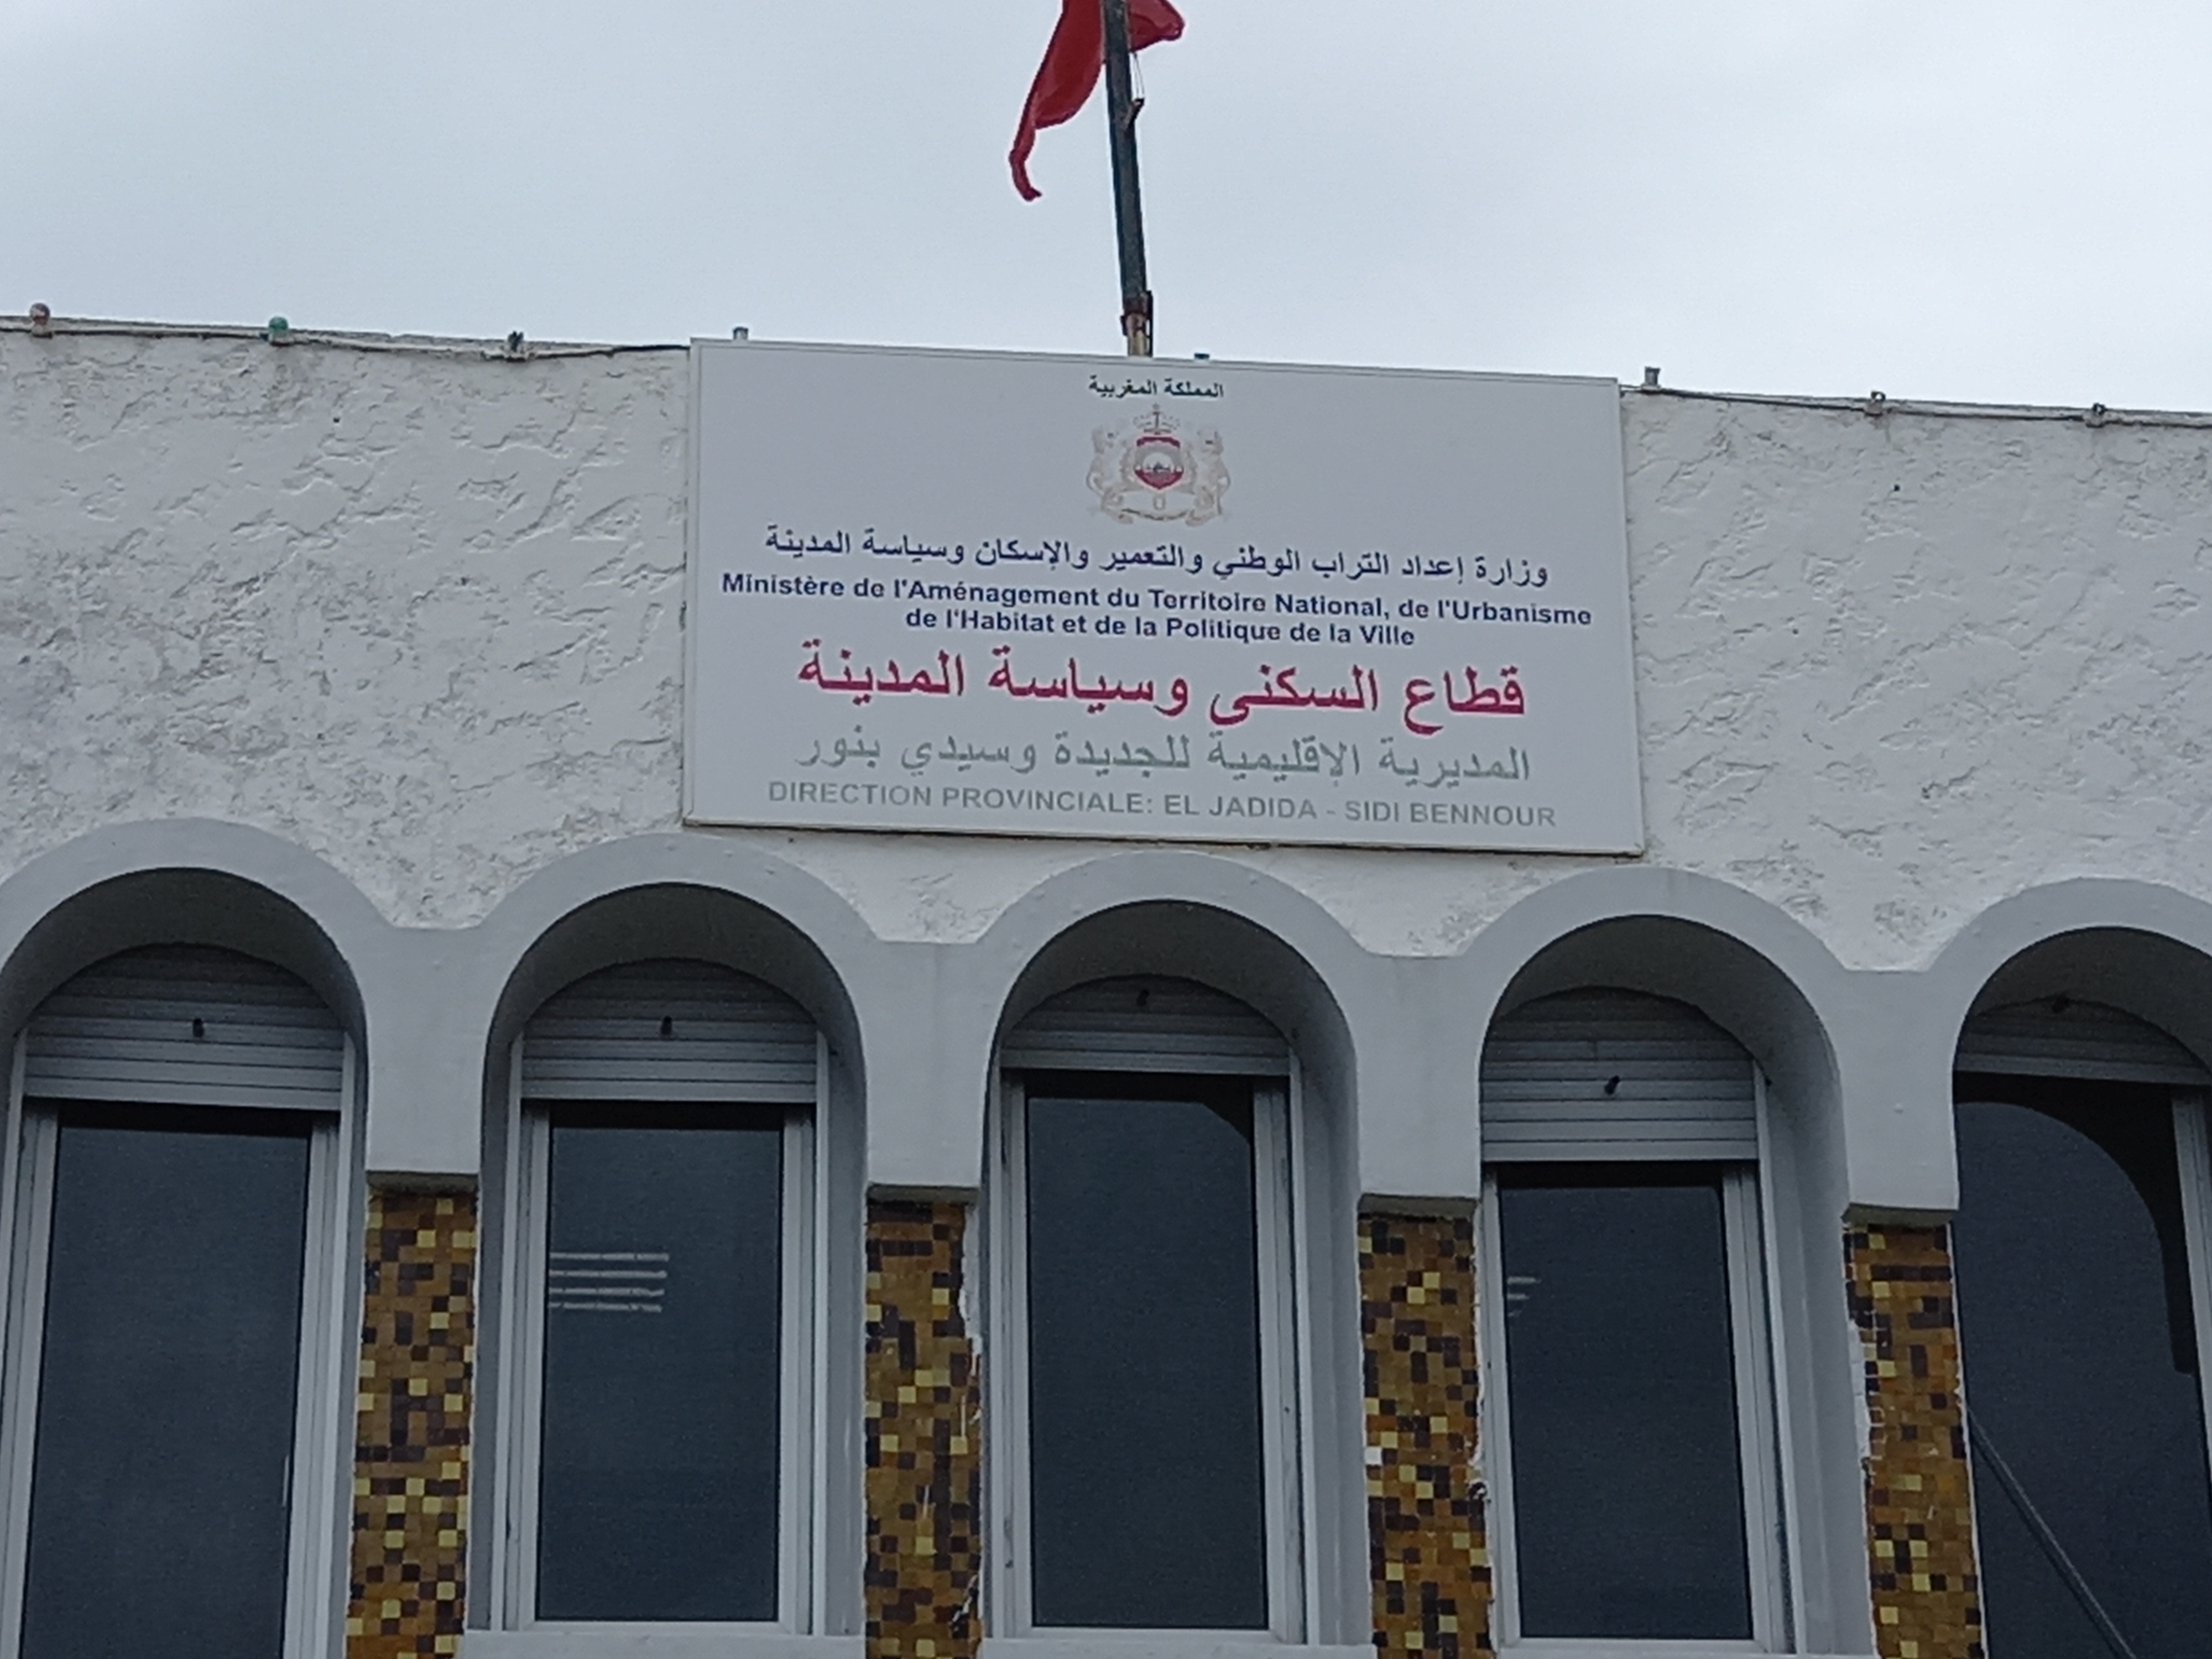 المملكة المغربية
وزارة إعداد التراب الوطني والتعمير والإسكان وسياسة المدينة
Ministère de l'Aménagement du Territoire National, de l'Urbanisme
de l'Habitat et de la Politique de la Ville
قطاع السكنى وسياسة المدينة
المديرية الإقليمية للجديدة وسيدي بنور
DIRECTION PROVINCIALE: EL JADIDA - SIDI BENNOUR